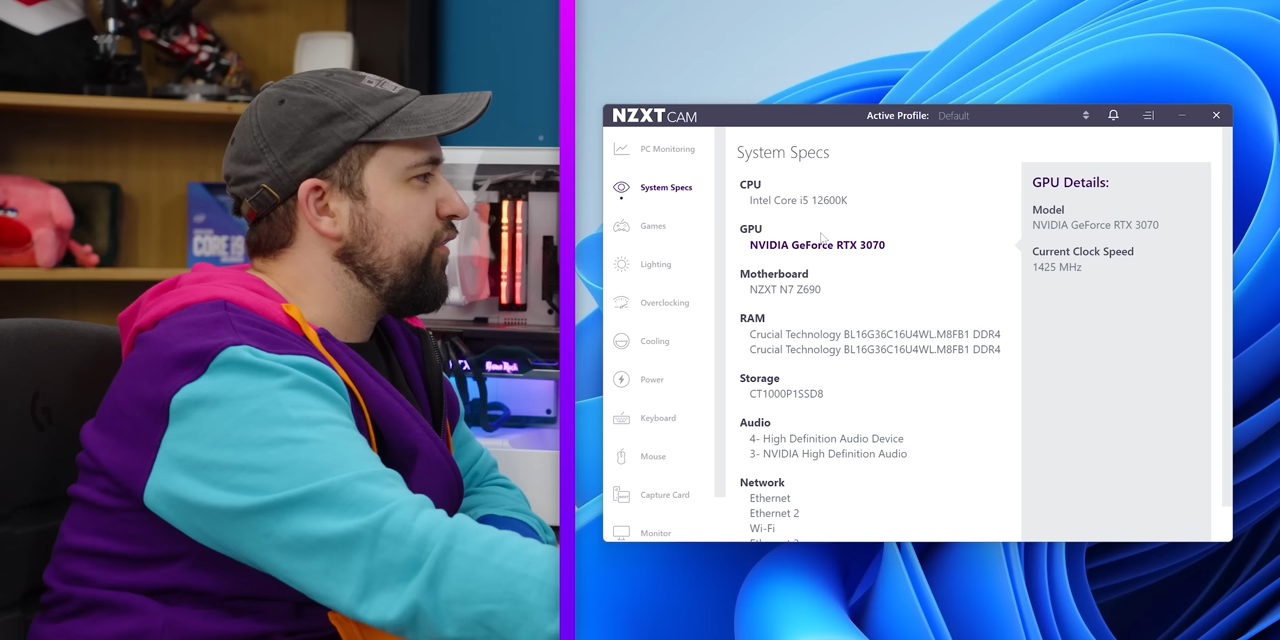 CORE i9
NZXT CAM
Active Profile: Default
PC Monitoring
System Specs
Games
Lighting
Overclocking
Cooling
Power
Keyboard
Mouse
Capture Card
Monitor
System Specs
CPU
Intel Core i5 12600K
GPU
NVIDIA GeForce RTX 3070
Motherboard
NZXT N7 Z690
RAM
Crucial Technology BL16G36C16U4WL.M8FB1 DDR4
Crucial Technology BL16G36C16U4WL.M8FB1 DDR4
Storage
CT1000P1SSD8
Audio
4- High Definition Audio Device
3- NVIDIA High Definition Audio
Network
Ethernet
Ethernet 2
Wi-Fi
GPU Details:
Model
NVIDIA GeForce RTX 3070
Current Clock Speed
1425 MHz